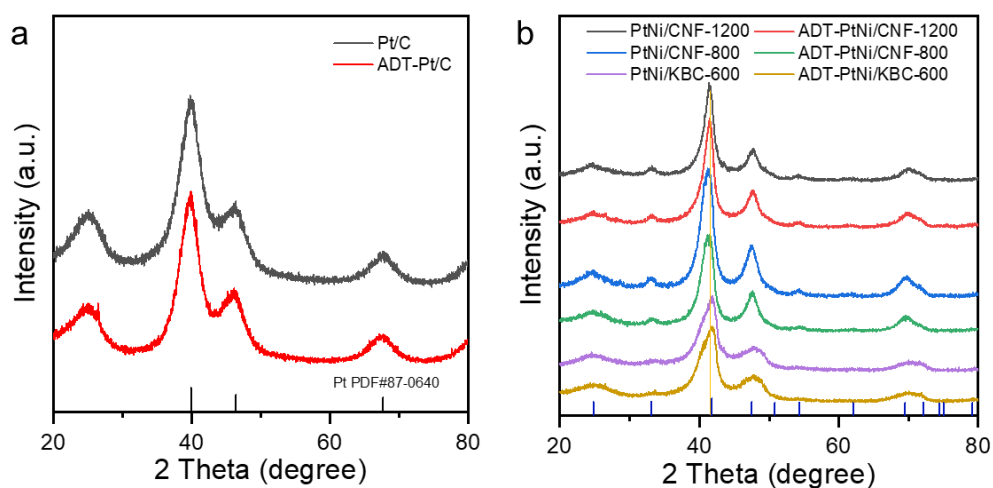 a
Pt/C
ADT-Pt/C
Intensity (a.u.)
Pt PDF#87-0640
20
40
60
80
2 Theta (degree)
b
PtNi/CNF-1200
ADT-PtNi/CNF-1200
PtNi/CNF-800
ADT-PtNi/CNF-800
PtNi/KBC-600
ADT-PtNi/KBC-600
Intensity (a.u.)
20
40
60
80
2 Theta (degree)